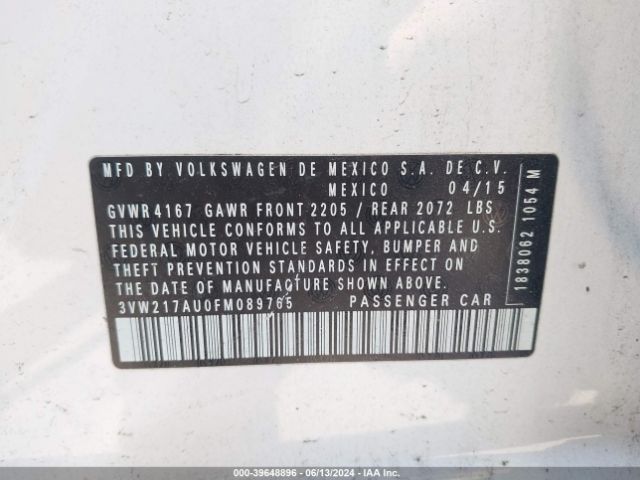 MFD BY VOLKSWAGEN DE MEXICO S.A. DE C.V.
MEXICO 04/15
GVWR 4167 GAWR FRONT 2205 / REAR 2072 LBS
THIS VEHICLE CONFORMS TO ALL APPLICABLE U.S.
FEDERAL MOTOR VEHICLE SAFETY, BUMPER AND
THEFT PREVENTION STANDARDS IN EFFECT ON
THE DATE OF MANUFACTURE SHOWN ABOVE.
3VW217AU0FM089765 PASSENGER CAR
1838062 1054 M
000-39648896 - 06/13/2024 - IAA Inc.